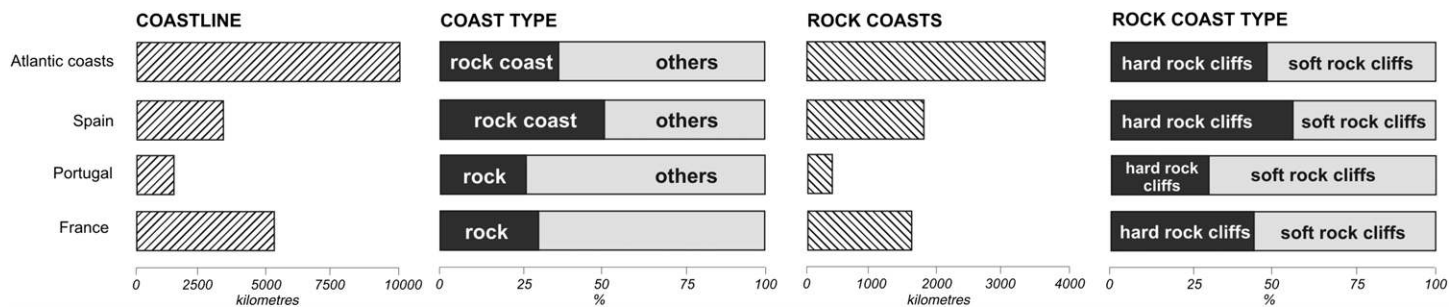 COASTLINE COAST TYPE ROCK COASTS ROCK COAST TYPE
Atlantic coasts rock coast others hard rock cliffs soft rock cliffs
Spain rock coast others hard rock cliffs soft rock cliffs
Portugal rock others hard rock cliffs soft rock cliffs
France rock hard rock cliffs soft rock cliffs
0 2500 5000 10000 0 25 50 75 100 0 1000 2000 3000 4000 0 25 50 75 100
kilometres % kilometres %